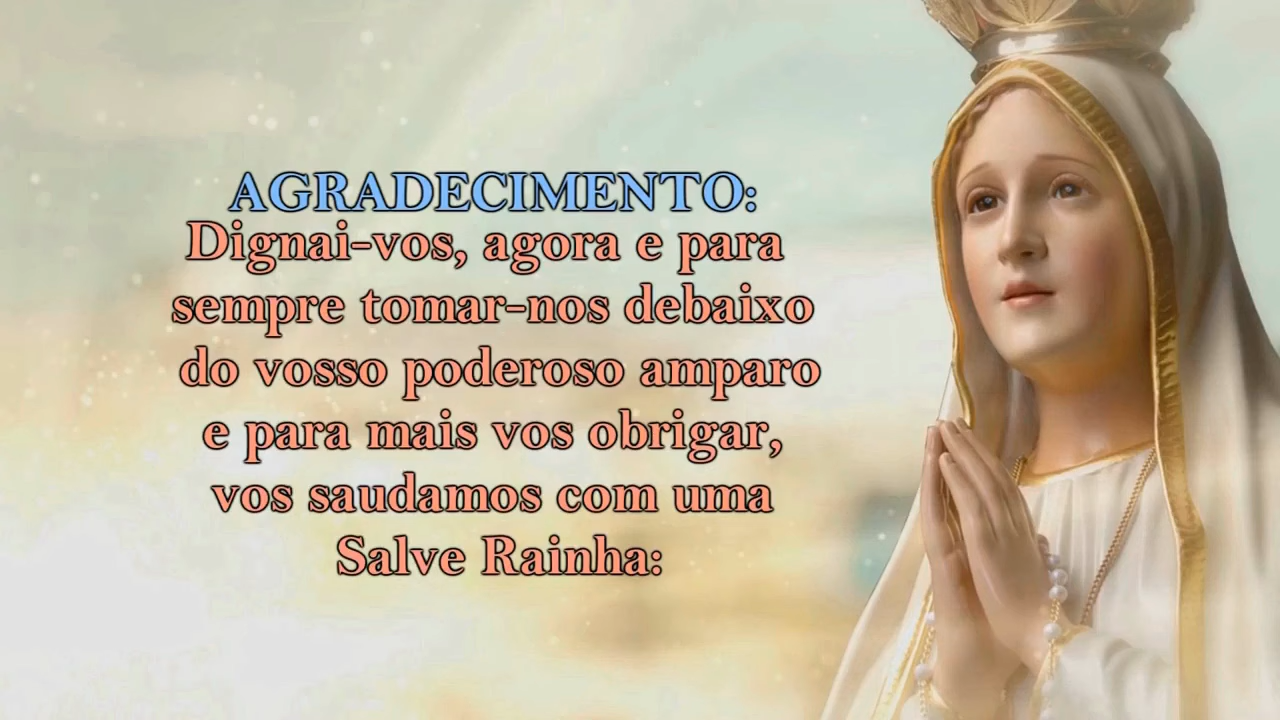 AGRADECIMENTO:
Dignai-vos, agora e para
sempre tomar-nos debaixo
do vosso poderoso amparo
e para mais vos obrigar,
vos saudamos com uma
Salve Rainha: